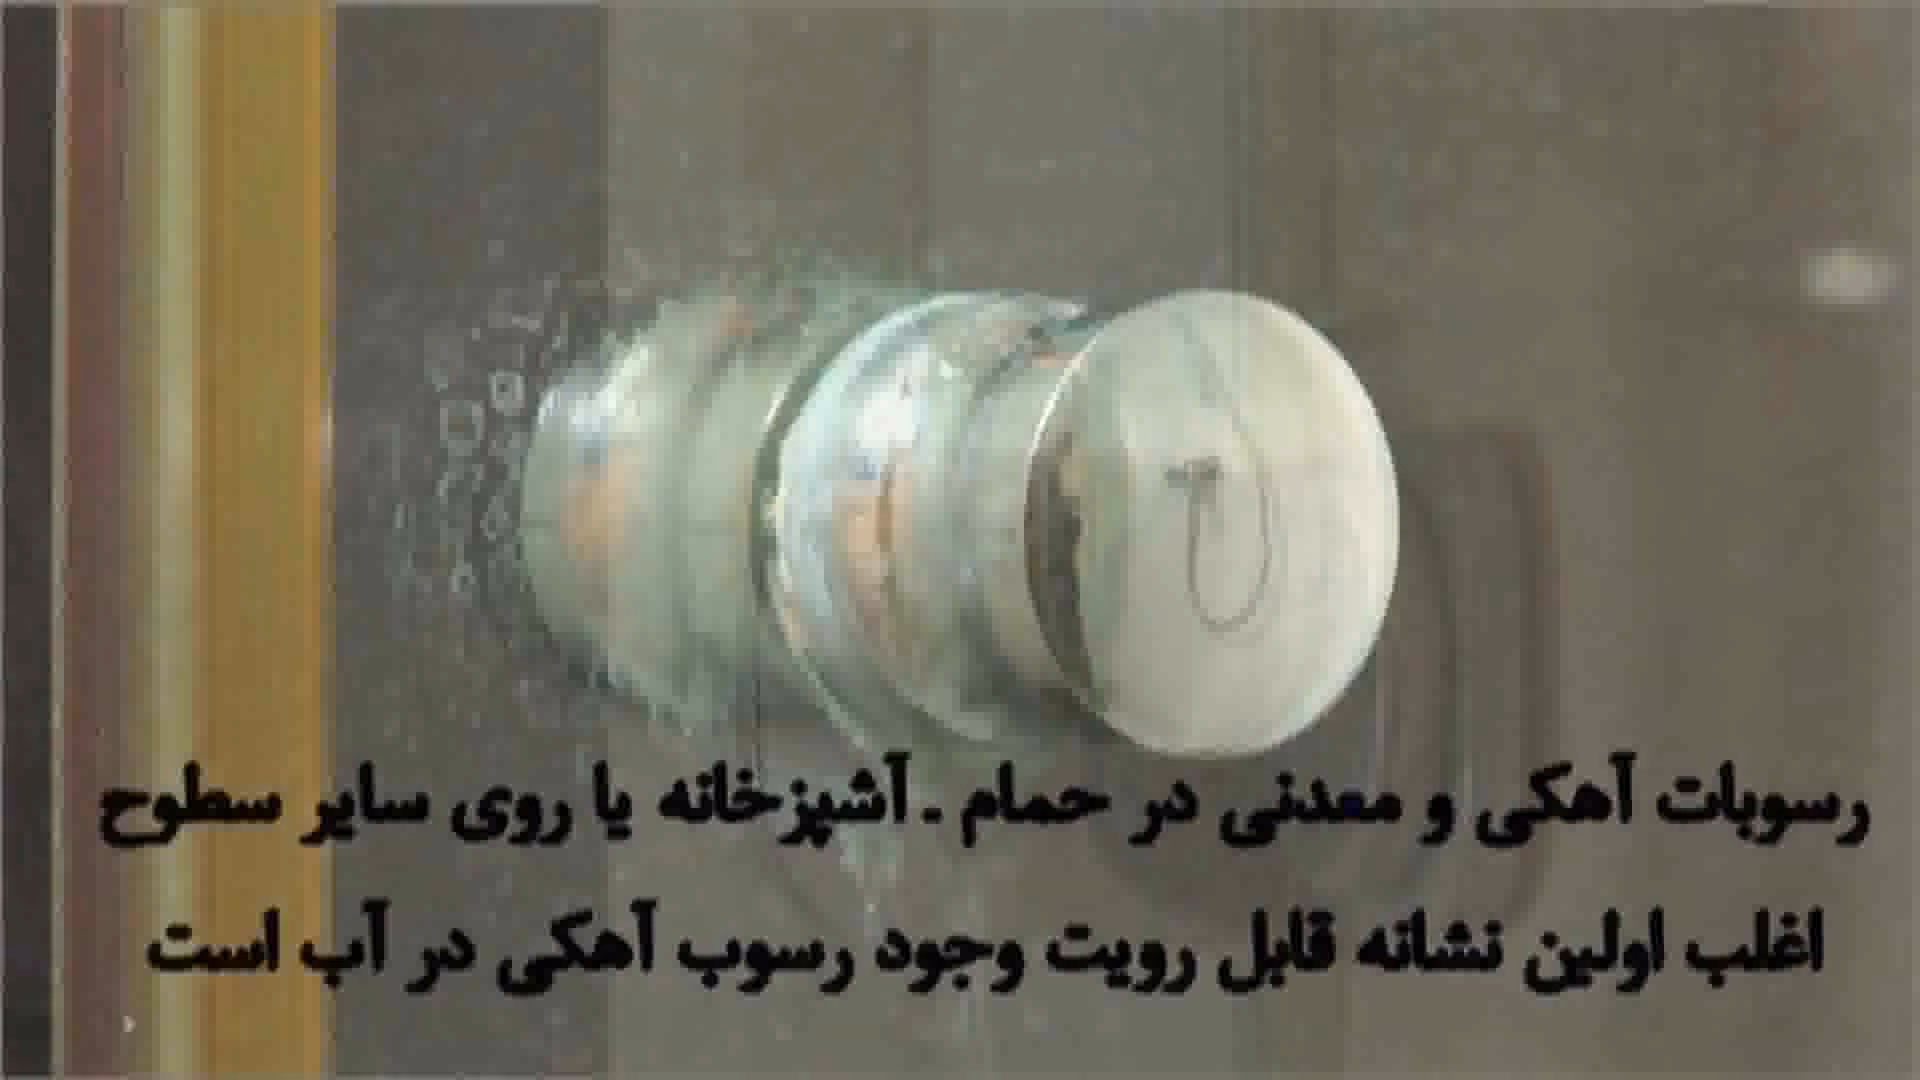 رسوبات آهکی و معدنی در حمام . آشپزخانه یا روی سایر سطوح
اغلب اولین نشانه قابل رویت وجود رسوب آهکی در آب است